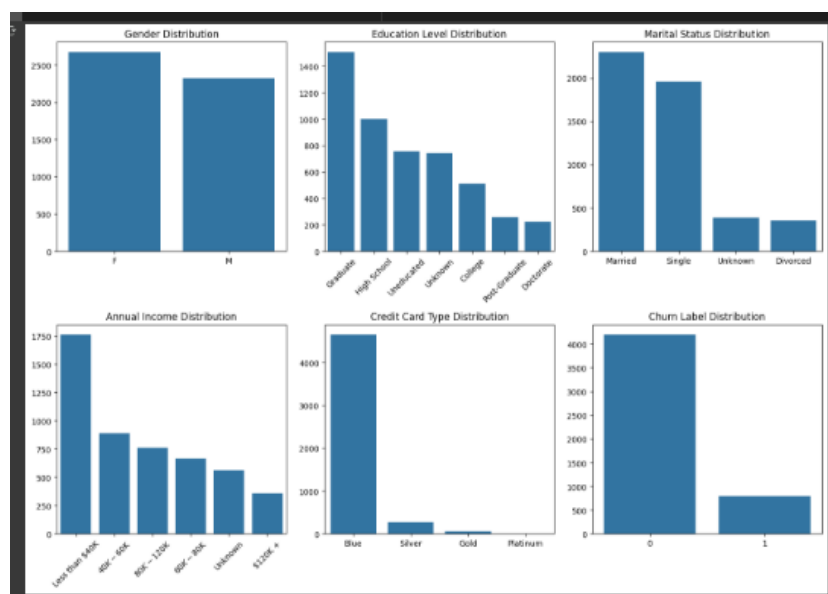 Gender Distribution
2500
2000
1500
1000
500
0
F M
Education Level Distribution
1400
1200
1000
800
600
400
200
0
Graduate
High School
Uneducated
Unknown
College
Post-Graduate
Doctorate
Marital Status Distribution
2000
1500
1000
500
0
Married Single Unknown Divorced
Annual Income Distribution
1750
1500
1250
1000
750
500
250
0
Less than $40K
40K − 60K
80K − 120K
60K − 80K
Unknown
$120K +
Credit Card Type Distribution
4000
3000
2000
1000
0
Blue Silver Gold Platinum
Churn Label Distribution
4000
3500
3000
2500
2000
1500
1000
500
0
0 1